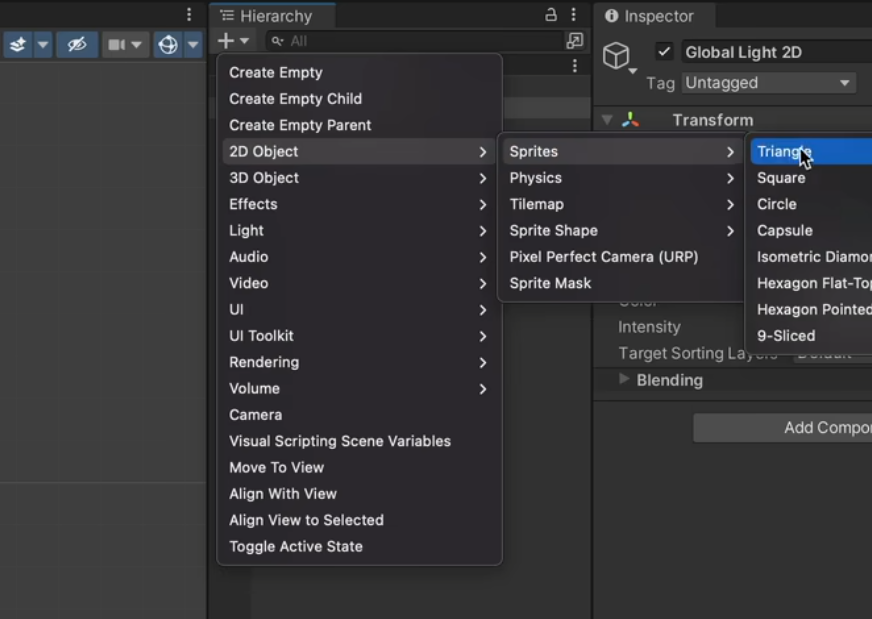 Hierarchy
All
Create Empty
Create Empty Child
Create Empty Parent
2D Object
3D Object
Effects
Light
Audio
Video
UI
UI Toolkit
Rendering
Volume
Camera
Visual Scripting Scene Variables
Move To View
Align With View
Align View to Selected
Toggle Active State
Sprites
Physics
Tilemap
Sprite Shape
Pixel Perfect Camera (URP)
Sprite Mask
Triangle
Square
Circle
Capsule
Isometric Diamo
Hexagon Flat-Top
Hexagon Pointed
9-Sliced
Inspector
Global Light 2D
Tag Untagged
Transform
Color
Intensity
Target Sorting Layers Default
Blending
Add Compo